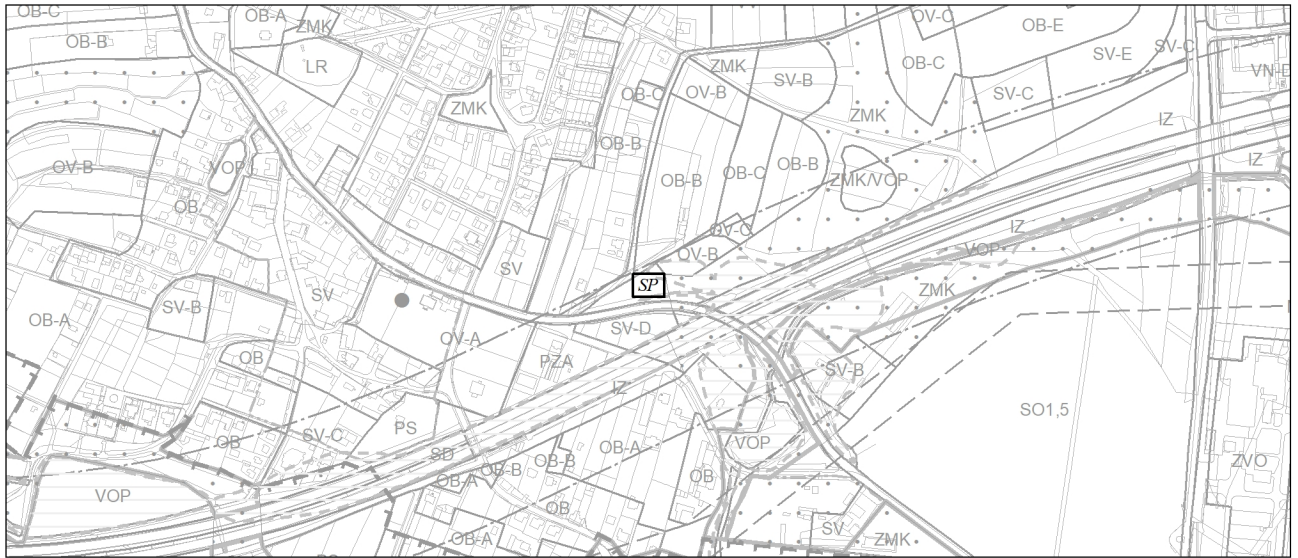 OB-C
OB-A
ZMK
OV-C
OB-E
OB-B
SV-C
LR
ZMK
SV-B
OB-C
SV-E
VN-D
OB-C
OV-B
SV-C
ZMK
ZMK
IZ
OB-B
OV-B
VOP
OB-B
OB-C
OB-B
ZMK/VOP
IZ
OB
OV-C
IZ
OV-B
VOP
SV
SP
ZMK
SV
SV-B
OB-A
OV-A
SV-D
OB
PZA
IZ
SV-B
SO1,5
PS
OB
SV-C
SD
OB-B
OB-B
OB-A
VOP
ZVO
OB-A
OB
VOP
OB
OB-A
SV
ZMK